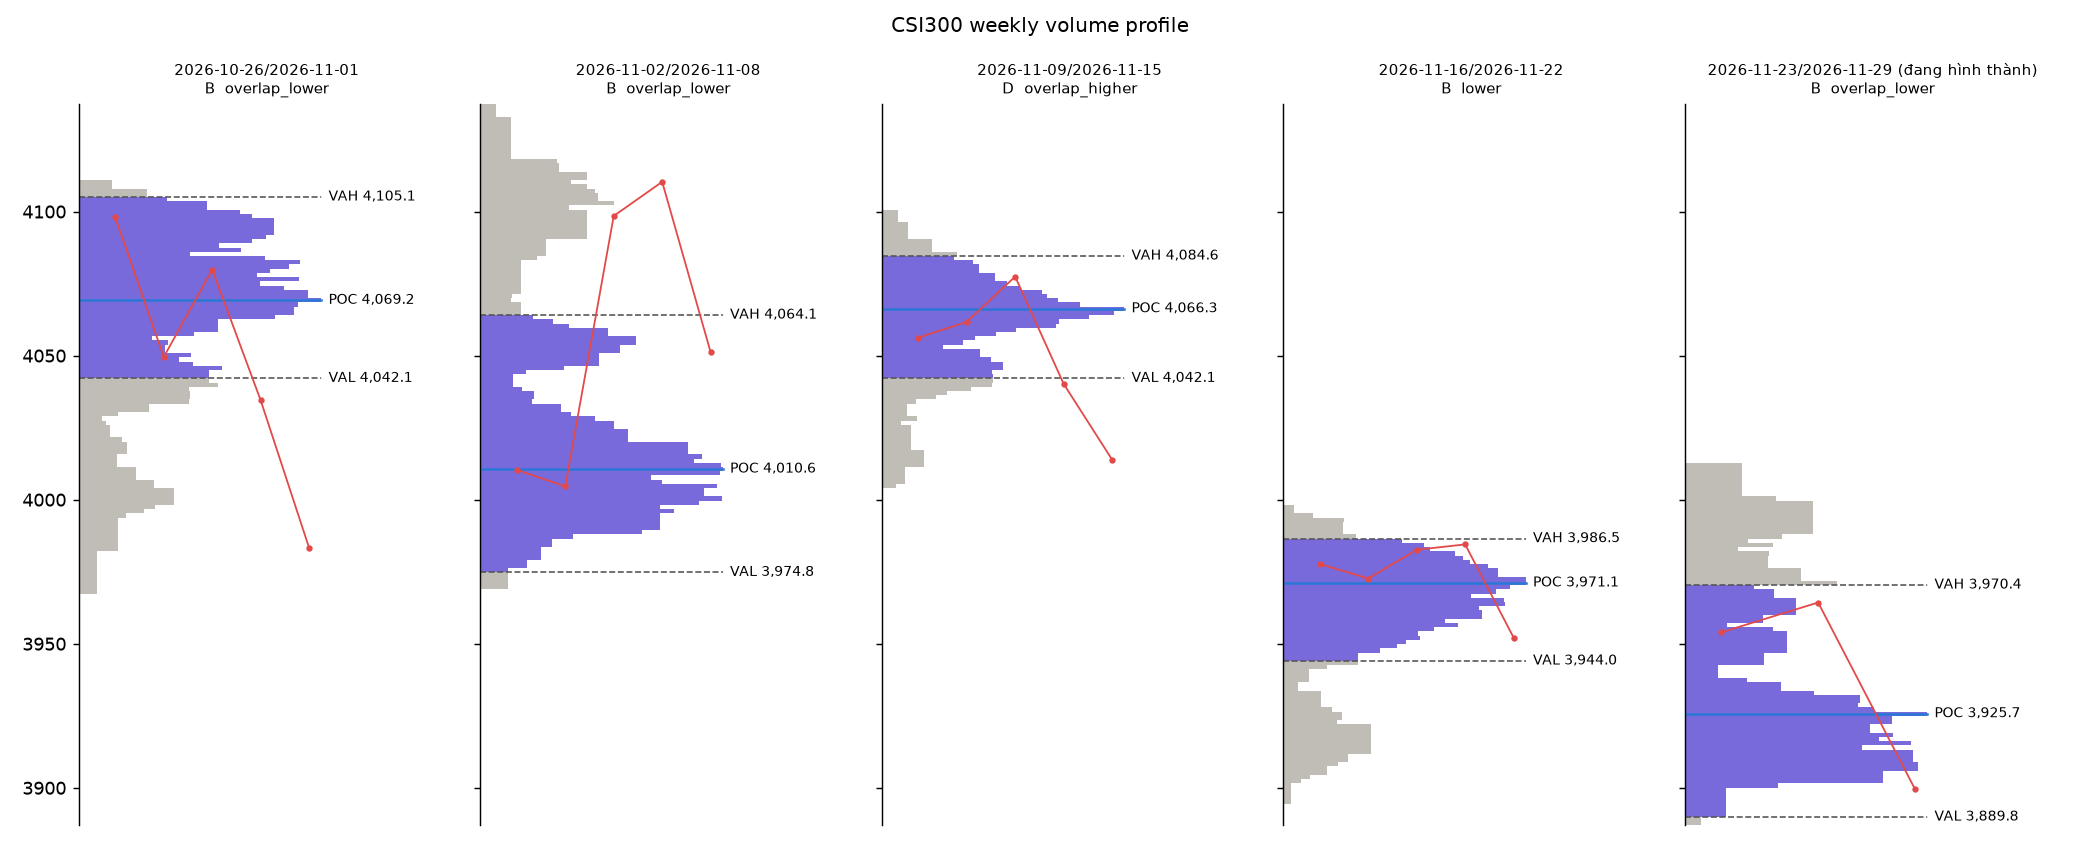 CSI300 weekly volume profile
2026-10-26/2026-11-01
B  overlap_lower
2026-11-02/2026-11-08
B  overlap_lower
2026-11-09/2026-11-15
D  overlap_higher
2026-11-16/2026-11-22
B  lower
2026-11-23/2026-11-29 (đang hình thành)
B  overlap_lower
4100
4050
4000
3950
3900
VAH 4,105.1
POC 4,069.2
VAL 4,042.1
VAH 4,064.1
POC 4,010.6
VAL 3,974.8
VAH 4,084.6
POC 4,066.3
VAL 4,042.1
VAH 3,986.5
POC 3,971.1
VAL 3,944.0
VAH 3,970.4
POC 3,925.7
VAL 3,889.8